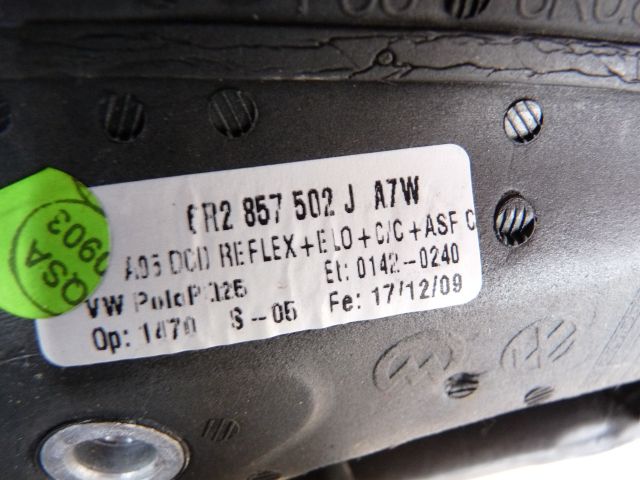 6R2 857 502 J A7W
A05 DCD REFLEX+ELO+C/C+ASF C
VW PoloP 325 Et: 0142-0240
Op: 1470 S-05 Fe: 17/12/09
QSA
0903